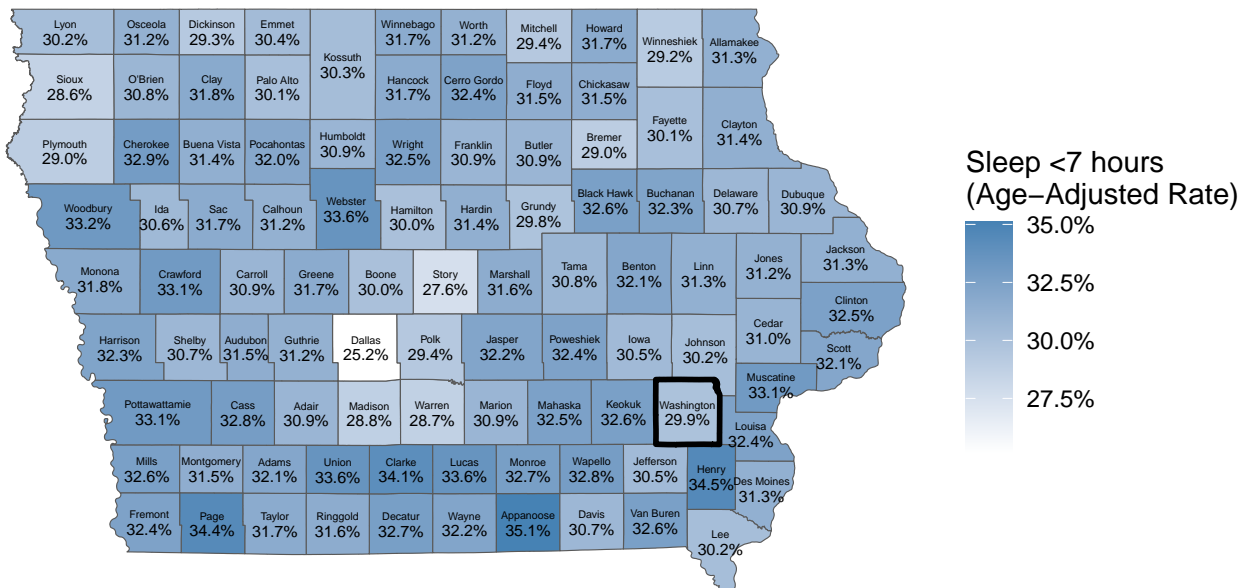 Lyon
30.2%
Osceola
31.2%
Dickinson
29.3%
Emmet
30.4%
Kossuth
30.3%
Winnebago
31.7%
Worth
31.2%
Mitchell
29.4%
Howard
31.7%
Winneshiek
29.2%
Allamakee
31.3%
Sioux
28.6%
O'Brien
30.8%
Clay
31.8%
Palo Alto
30.1%
Hancock
31.7%
Cerro Gordo
32.4%
Floyd
31.5%
Chickasaw
31.5%
Fayette
30.1%
Clayton
31.4%
Plymouth
29.0%
Cherokee
32.9%
Buena Vista
31.4%
Pocahontas
32.0%
Humboldt
30.9%
Wright
32.5%
Franklin
30.9%
Butler
30.9%
Bremer
29.0%
Woodbury
33.2%
Ida
30.6%
Sac
31.7%
Calhoun
31.2%
Webster
33.6%
Hamilton
30.0%
Hardin
31.4%
Grundy
29.8%
Black Hawk
32.6%
Buchanan
32.3%
Delaware
30.7%
Dubuque
30.9%
Monona
31.8%
Crawford
33.1%
Carroll
30.9%
Greene
31.7%
Boone
30.0%
Story
27.6%
Marshall
31.6%
Tama
30.8%
Benton
32.1%
Linn
31.3%
Jones
31.2%
Jackson
31.3%
Clinton
32.5%
Harrison
32.3%
Shelby
30.7%
Audubon
31.5%
Guthrie
31.2%
Dallas
25.2%
Polk
29.4%
Jasper
32.2%
Poweshiek
32.4%
Iowa
30.5%
Johnson
30.2%
Cedar
31.0%
Scott
32.1%
Muscatine
33.1%
Pottawattamie
33.1%
Cass
32.8%
Adair
30.9%
Madison
28.8%
Warren
28.7%
Marion
30.9%
Mahaska
32.5%
Keokuk
32.6%
Washington
29.9%
Louisa
32.4%
Mills
32.6%
Montgomery
31.5%
Adams
32.1%
Union
33.6%
Clarke
34.1%
Lucas
33.6%
Monroe
32.7%
Wapello
32.8%
Jefferson
30.5%
Henry
34.5%
Des Moines
31.3%
Fremont
32.4%
Page
34.4%
Taylor
31.7%
Ringgold
31.6%
Decatur
32.7%
Wayne
32.2%
Appanoose
35.1%
Davis
30.7%
Van Buren
32.6%
Lee
30.2%
Sleep <7 hours
(Age−Adjusted Rate)
35.0%
32.5%
30.0%
27.5%